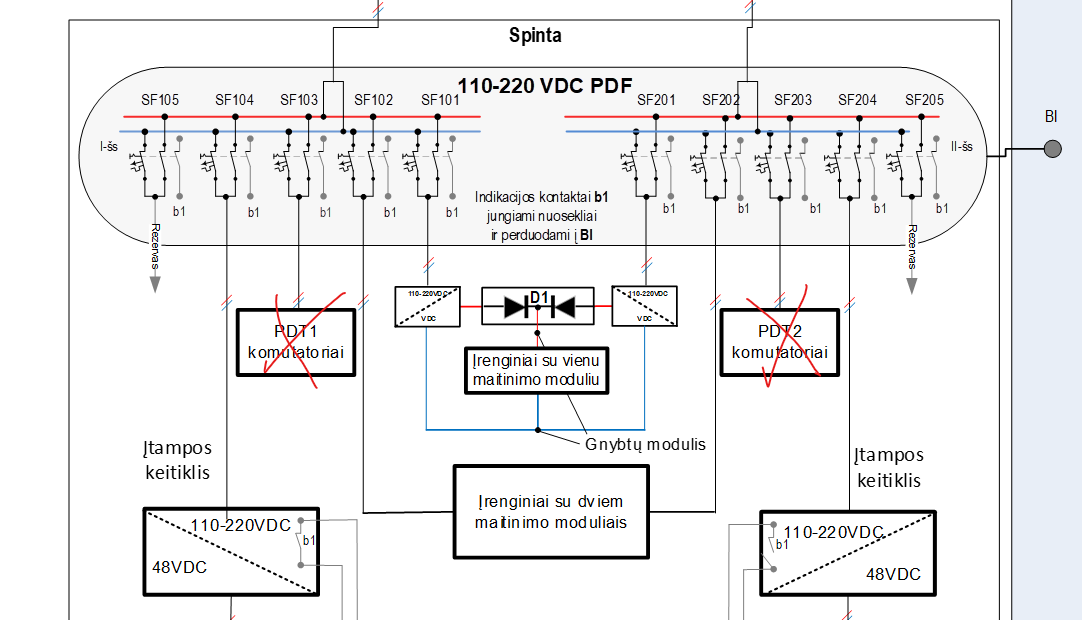 Spinta
110-220 VDC PDF
SF105 SF104 SF103 SF102 SF101
SF201 SF202 SF203 SF204 SF205
BI
I-šs
II-šs
b1 b1 b1 b1 b1
b1 b1 b1 b1 b1
Indikacijos kontaktai b1
jungiami nuosekliai
ir perduodami į BI
Rezervas
Rezervas
110-220VDC
VDC
D1
110-220VDC
VDC
PDT1
komutatoriai
PDT2
komutatoriai
Įrenginiai su vienu
maitinimo moduliu
Gnybtų modulis
Įtampos
keitiklis
Įtampos
keitiklis
Įrenginiai su dviem
maitinimo moduliais
110-220VDC
b1
48VDC
110-220VDC
b1
48VDC